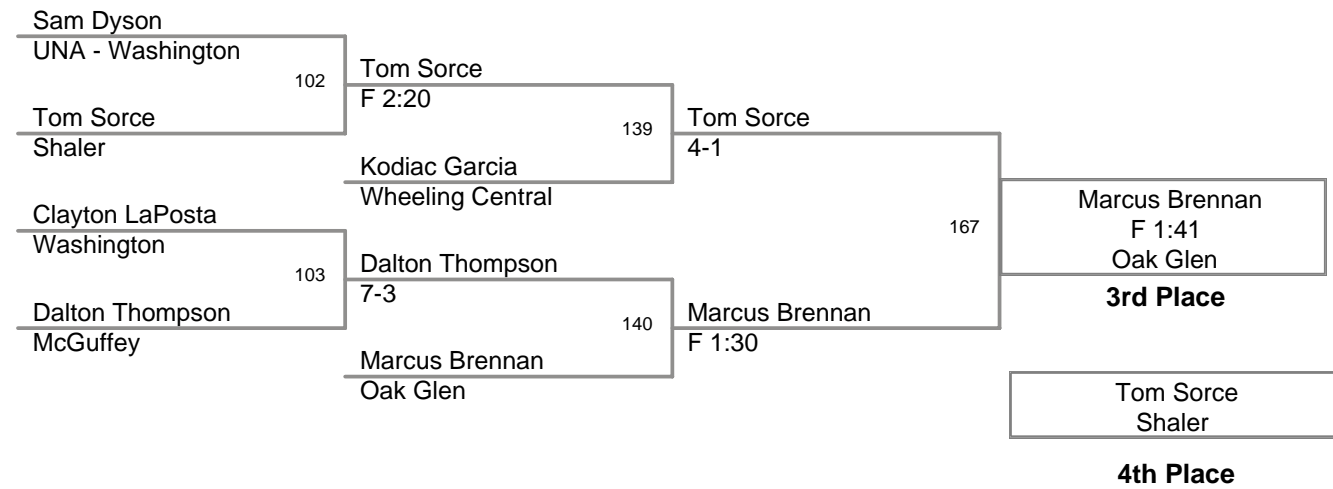 Sam Dyson
UNA - Washington
102
Tom Sorce
Shaler
Tom Sorce
F 2:20
139
Kodiac Garcia
Wheeling Central
Clayton LaPosta
Washington
103
Dalton Thompson
McGuffey
Dalton Thompson
7-3
140
Marcus Brennan
Oak Glen
Tom Sorce
4-1
167
Marcus Brennan
F 1:30
Marcus Brennan
F 1:41
Oak Glen
3rd Place
Tom Sorce
Shaler
4th Place